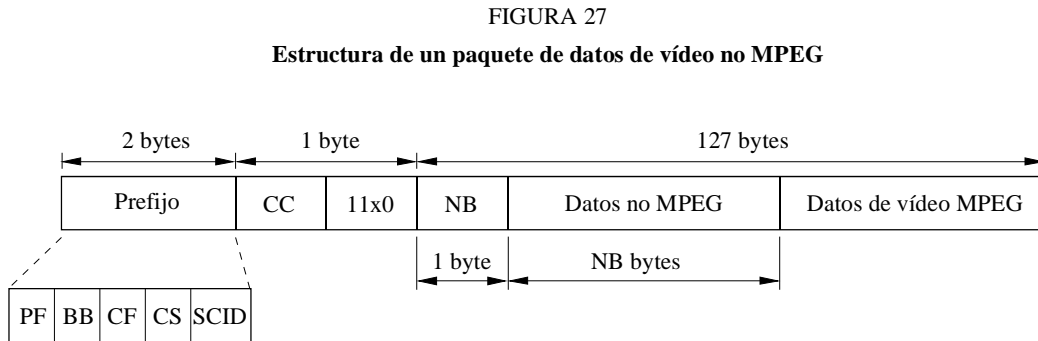 FIGURA 27
Estructura de un paquete de datos de vídeo no MPEG
2 bytes 1 byte 127 bytes
Prefijo CC 11x0 NB Datos no MPEG Datos de vídeo MPEG
1 byte NB bytes
PF BB CF CS SCID